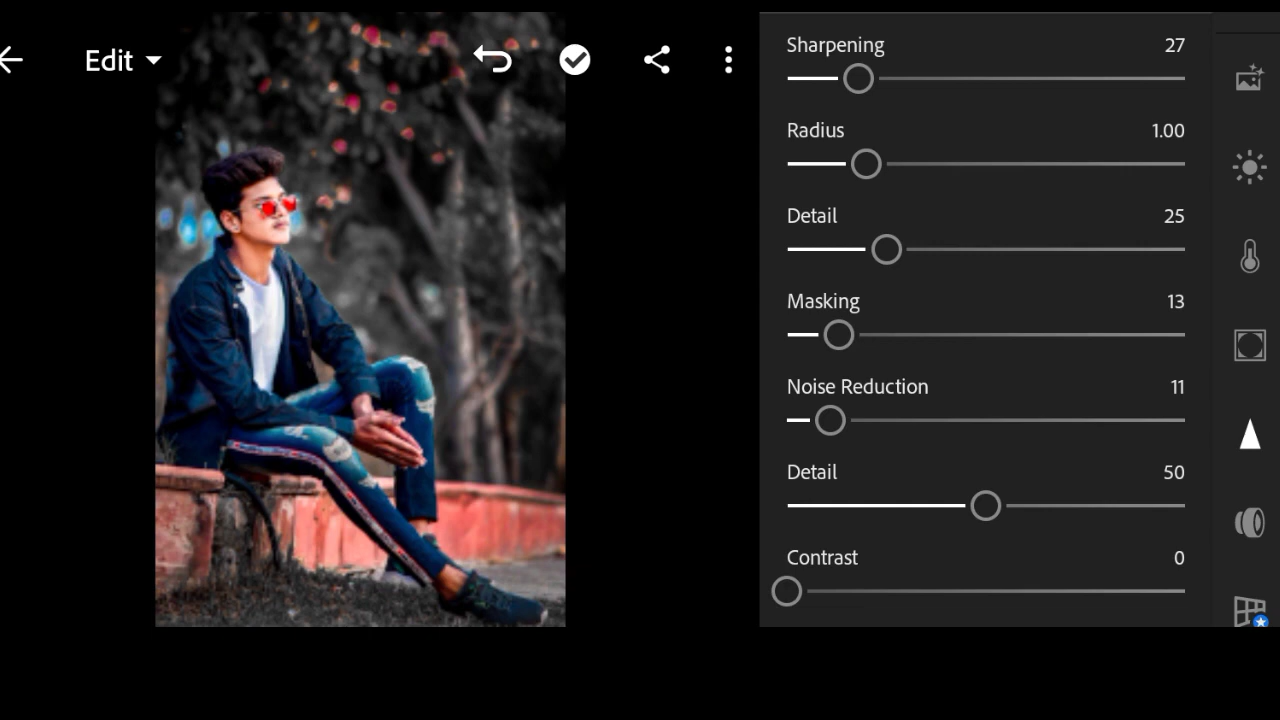 Edit
Sharpening 27
Radius 1.00
Detail 25
Masking 13
Noise Reduction 11
Detail 50
Contrast 0